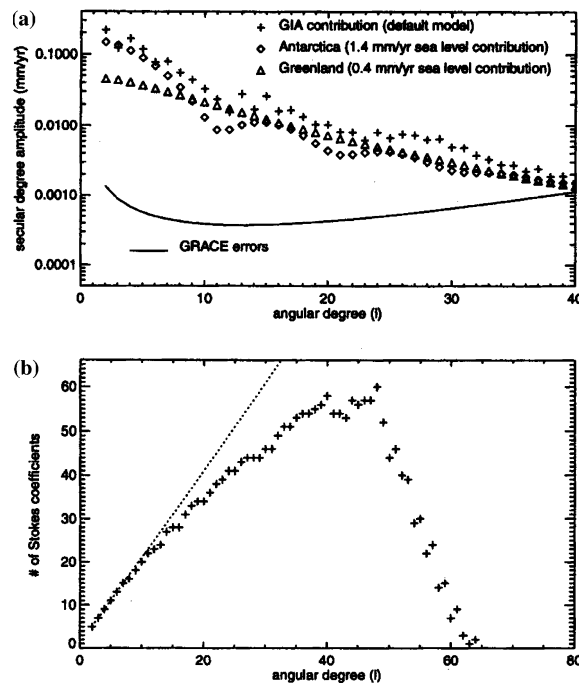 (a)
GIA contribution (default model)
Antarctica (1.4 mm/yr sea level contribution)
Greenland (0.4 mm/yr sea level contribution)
0.1000
0.0100
0.0010
0.0001
secular degree amplitude (mm/yr)
GRACE errors
0 10 20 30 40
angular degree (l)
(b)
60
50
40
30
20
10
0
# of Stokes coefficients
0 20 40 60 80
angular degree (l)